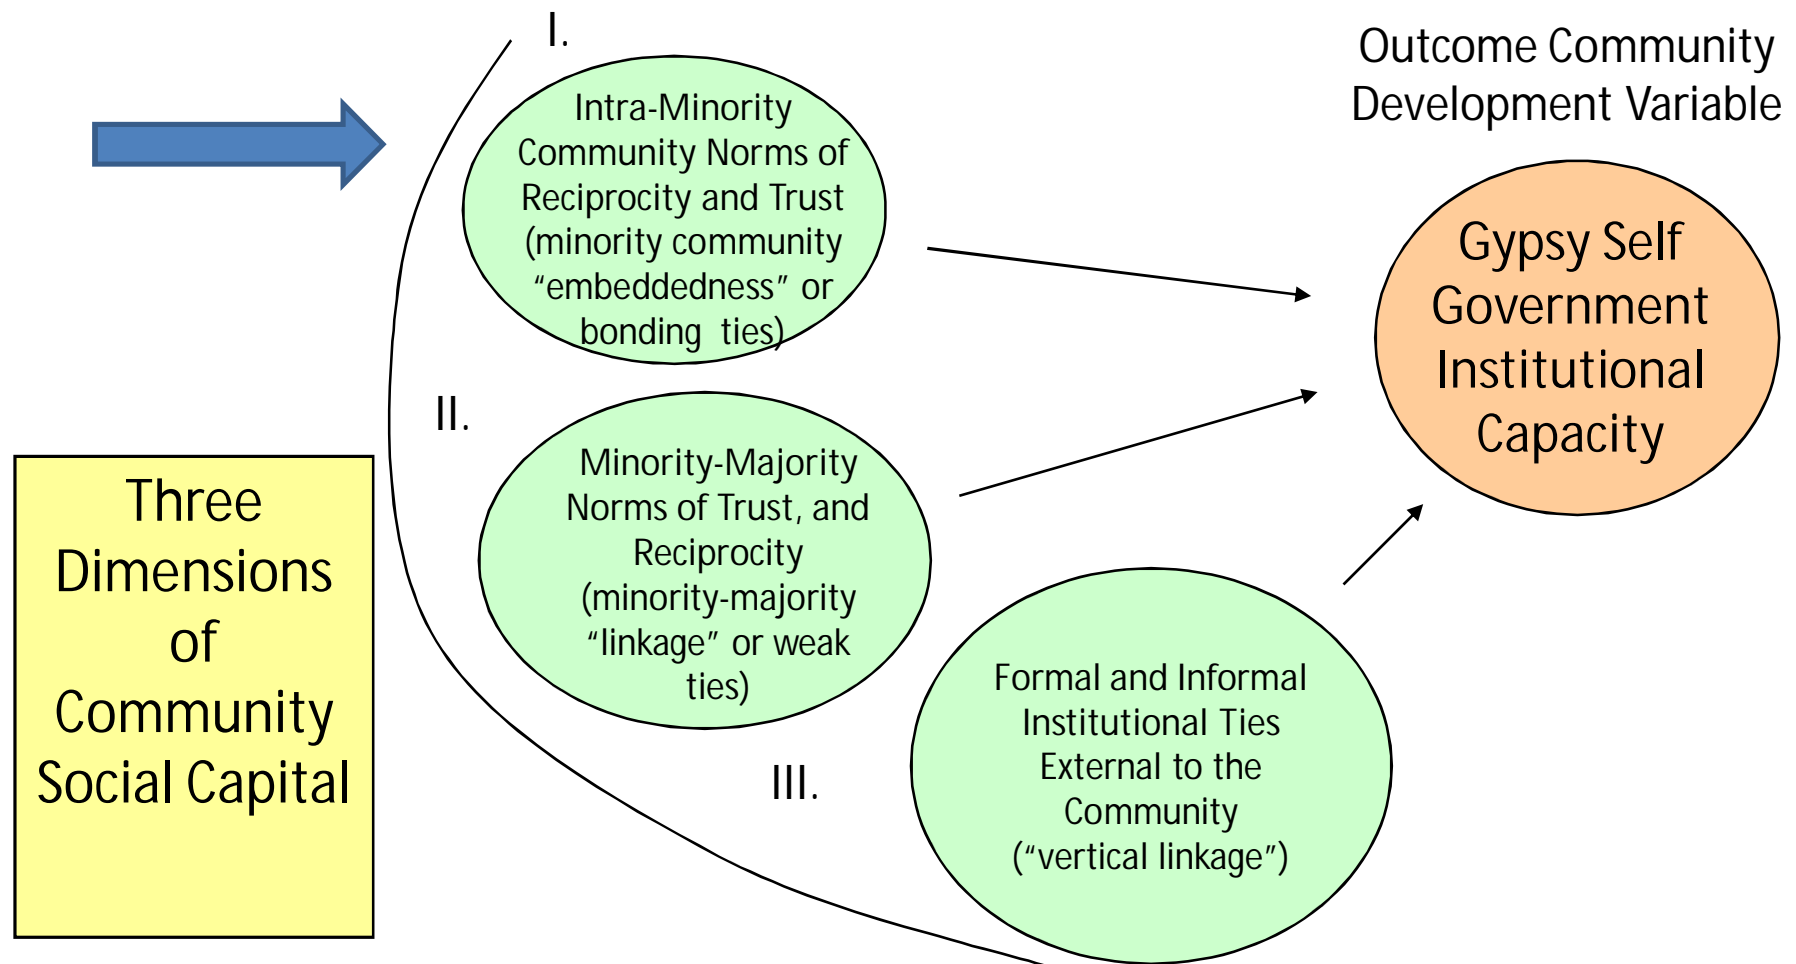 I.
Intra-Minority
Community Norms of
Reciprocity and Trust
(minority community
“embeddedness” or
bonding ties)
Outcome Community
Development Variable
Gypsy Self
Government
Institutional
Capacity
II.
Minority-Majority
Norms of Trust, and
Reciprocity
(minority-majority
“linkage” or weak
ties)
Three
Dimensions
of
Community
Social Capital
III.
Formal and Informal
Institutional Ties
External to the
Community
(“vertical linkage”)